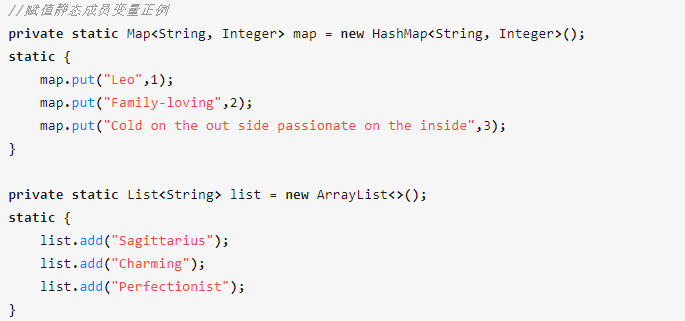 //赋值静态成员变量正例
private static Map<String, Integer> map = new HashMap<String, Integer>();
static {
    map.put("Leo",1);
    map.put("Family-loving",2);
    map.put("Cold on the out side passionate on the inside",3);
}

private static List<String> list = new ArrayList<>();
static {
    list.add("Sagittarius");
    list.add("Charming");
    list.add("Perfectionist");
}